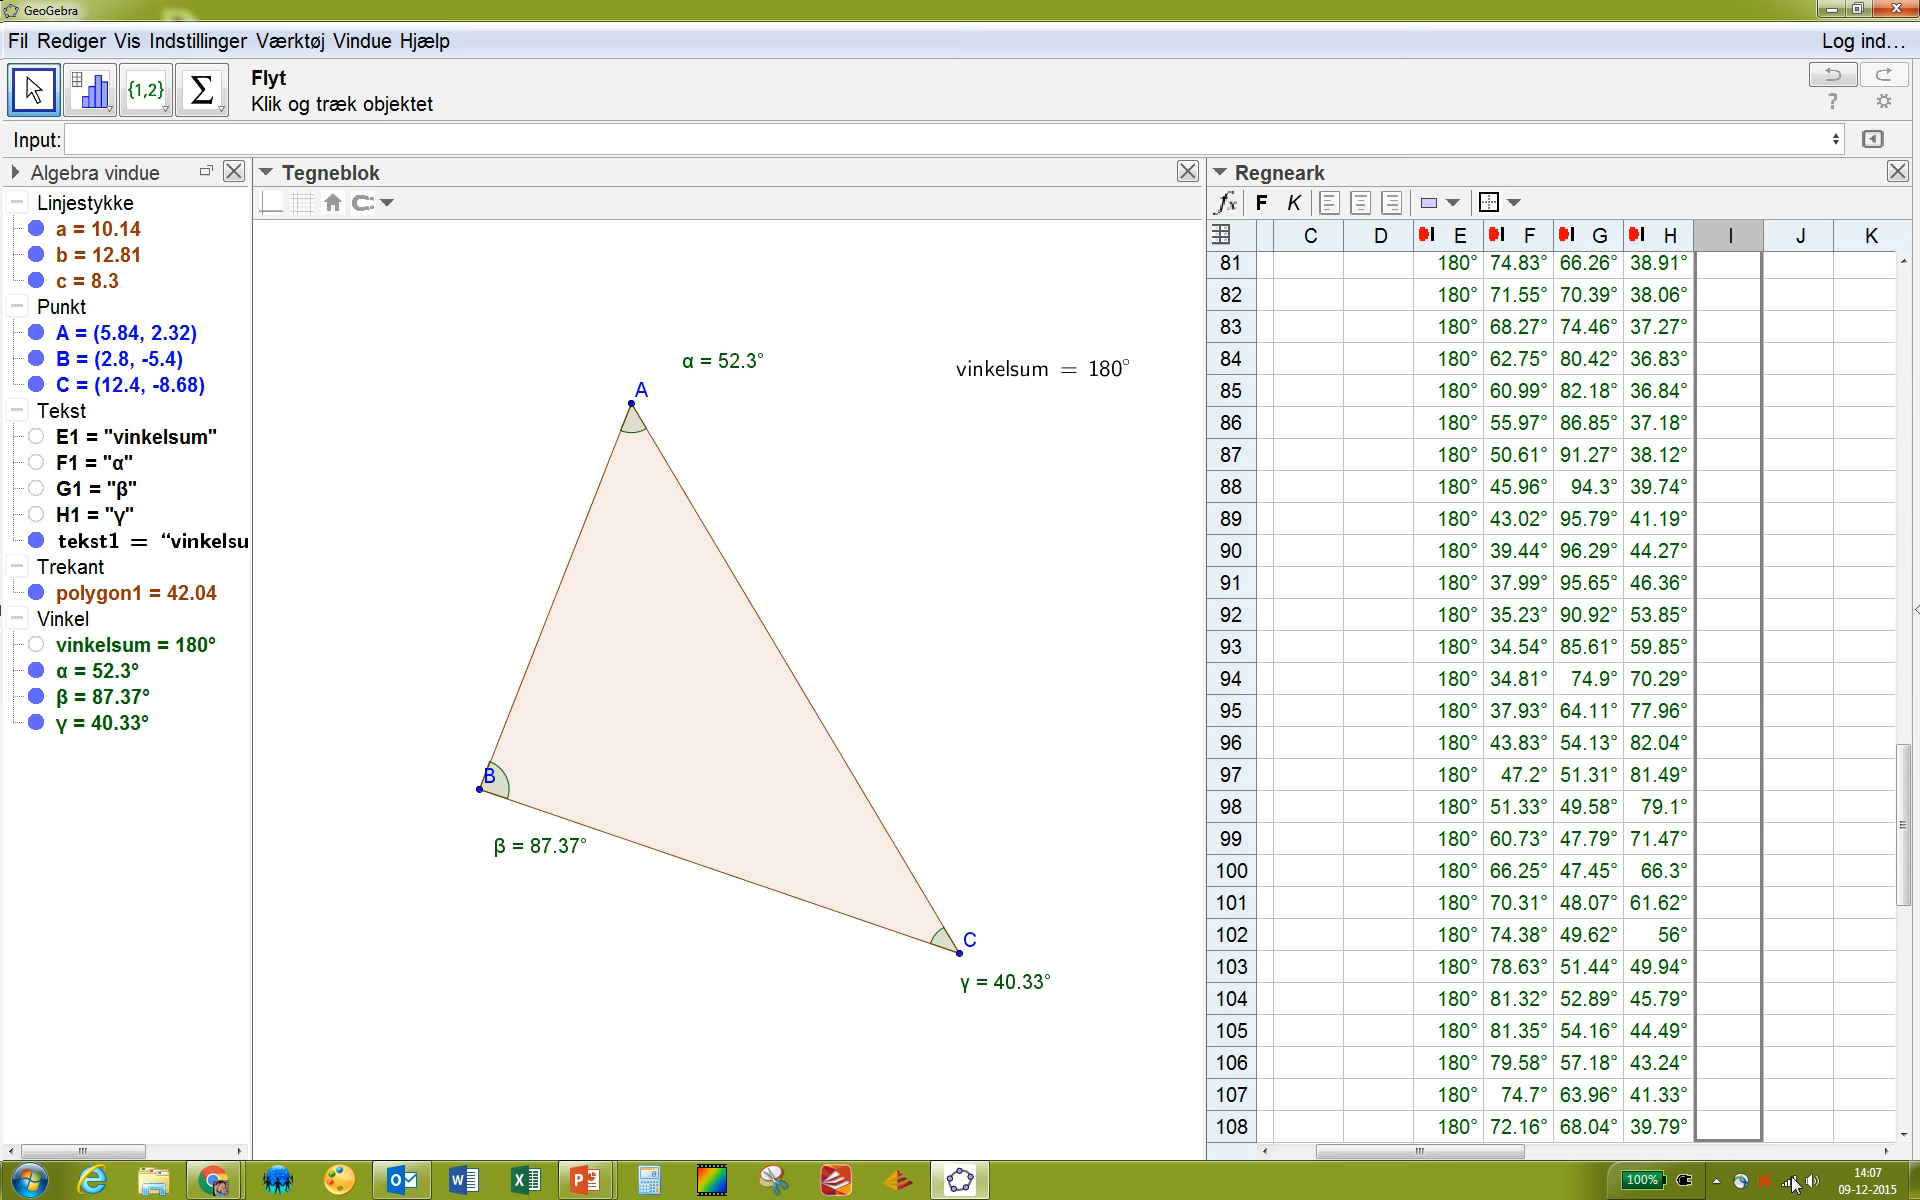 GeoGebra
Fil Rediger Vis Indstillinger Værktøj Vindue Hjælp
Log ind...
{1,2}
Σ
Flyt
Klik og træk objektet
?
Input:
Algebra vindue
Linjestykke
a = 10.14
b = 12.81
c = 8.3
Punkt
A = (5.84, 2.32)
B = (2.8, -5.4)
C = (12.4, -8.68)
Tekst
E1 = "vinkelsum"
F1 = "α"
G1 = "β"
H1 = "γ"
tekst1 = “vinkelsu
Trekant
polygon1 = 42.04
Vinkel
vinkelsum = 180°
α = 52.3°
β = 87.37°
γ = 40.33°
Tegneblok
α = 52.3°
vinkelsum = 180°
A
B
β = 87.37°
C
γ = 40.33°
Regneark
fx F K
C D E F G H I J K
81 180° 74.83° 66.26° 38.91°
82 180° 71.55° 70.39° 38.06°
83 180° 68.27° 74.46° 37.27°
84 180° 62.75° 80.42° 36.83°
85 180° 60.99° 82.18° 36.84°
86 180° 55.97° 86.85° 37.18°
87 180° 50.61° 91.27° 38.12°
88 180° 45.96° 94.3° 39.74°
89 180° 43.02° 95.79° 41.19°
90 180° 39.44° 96.29° 44.27°
91 180° 37.99° 95.65° 46.36°
92 180° 35.23° 90.92° 53.85°
93 180° 34.54° 85.61° 59.85°
94 180° 34.81° 74.9° 70.29°
95 180° 37.93° 64.11° 77.96°
96 180° 43.83° 54.13° 82.04°
97 180° 47.2° 51.31° 81.49°
98 180° 51.33° 49.58° 79.1°
99 180° 60.73° 47.79° 71.47°
100 180° 66.25° 47.45° 66.3°
101 180° 70.31° 48.07° 61.62°
102 180° 74.38° 49.62° 56°
103 180° 78.63° 51.44° 49.94°
104 180° 81.32° 52.89° 45.79°
105 180° 81.35° 54.16° 44.49°
106 180° 79.58° 57.18° 43.24°
107 180° 74.7° 63.96° 41.33°
108 180° 72.16° 68.04° 39.79°
100%
14:07
09-12-2015